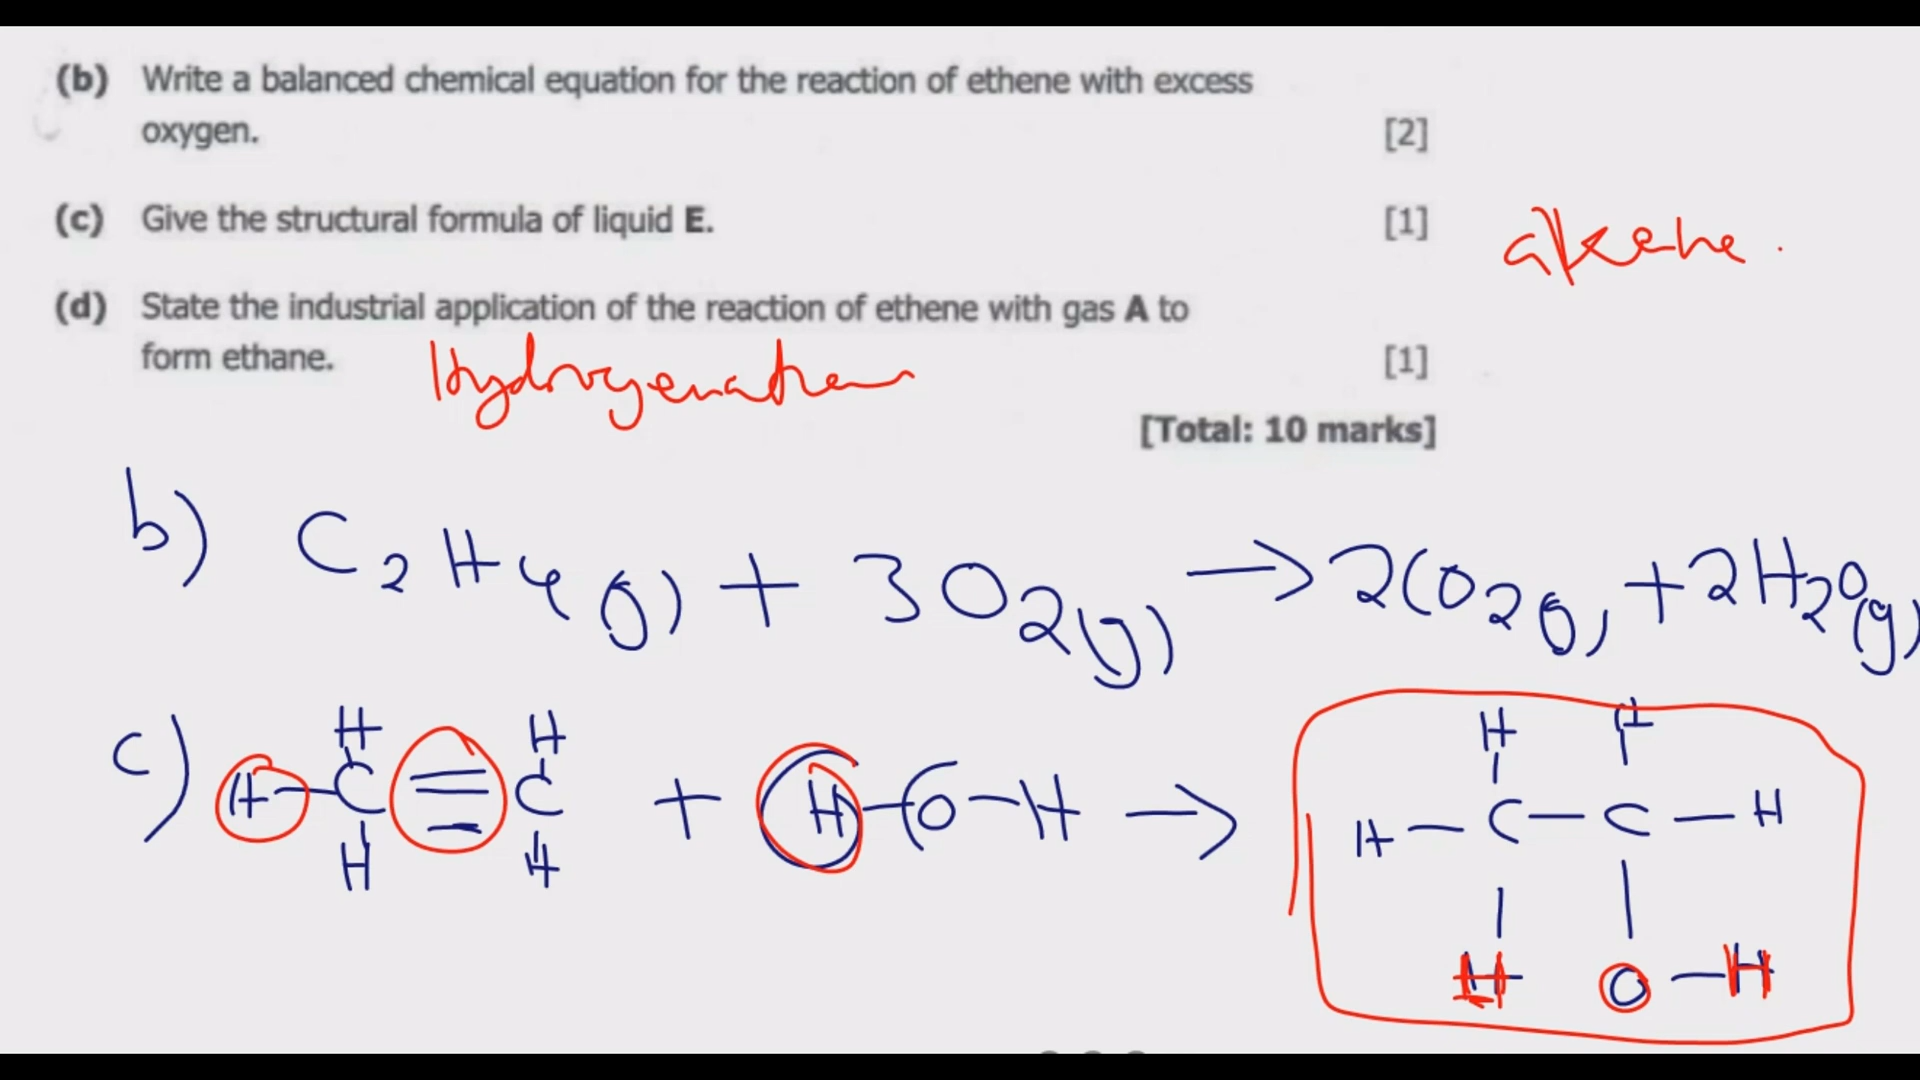 (b) Write a balanced chemical equation for the reaction of ethene with excess
oxygen. [2]
(c) Give the structural formula of liquid E. [1]
alkene.
(d) State the industrial application of the reaction of ethene with gas A to
form ethane. [1]
Hydrogenation
[Total: 10 marks]
b) C2H4(g) + 3O2(g) → 2CO2(g) + 2H2O(g)
c)
H H
H — C = C + H — O — H →
H H
H H
H — C — C — H
H O — H